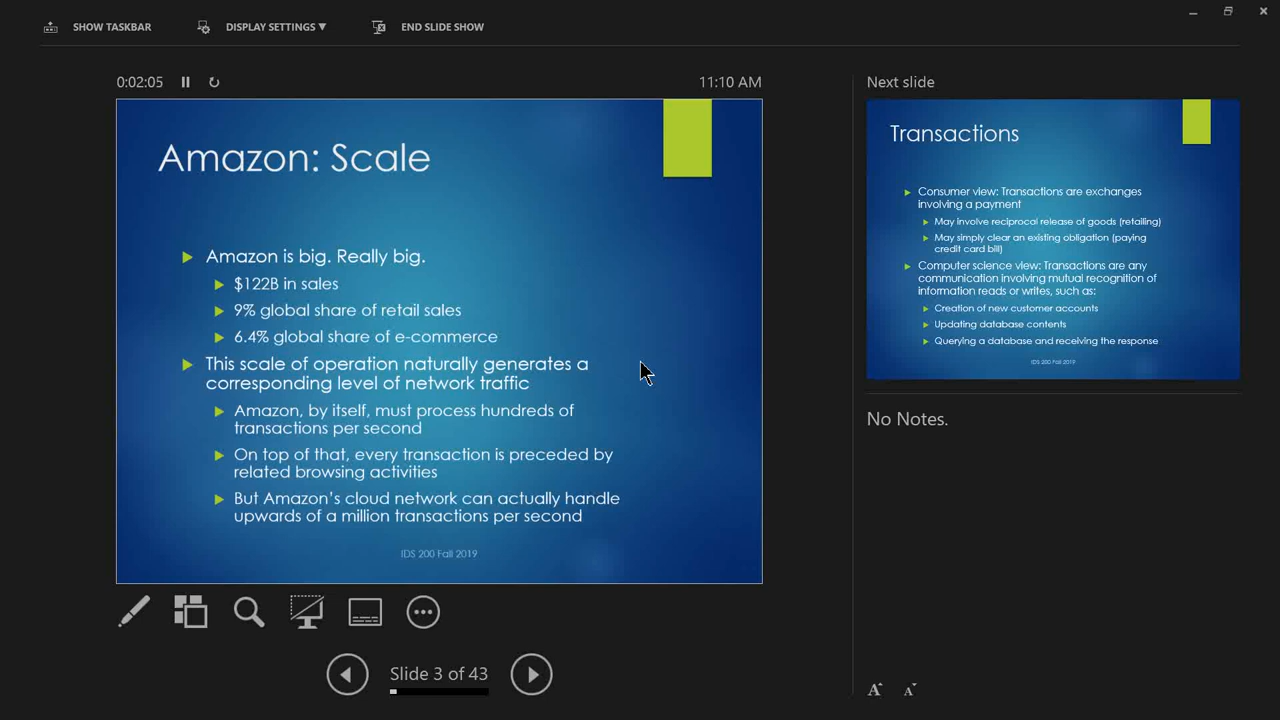 SHOW TASKBAR
DISPLAY SETTINGS ▼
END SLIDE SHOW
0:02:05
11:10 AM
Amazon: Scale
Amazon is big. Really big.
$122B in sales
9% global share of retail sales
6.4% global share of e-commerce
This scale of operation naturally generates a
corresponding level of network traffic
Amazon, by itself, must process hundreds of
transactions per second
On top of that, every transaction is preceded by
related browsing activities
But Amazon's cloud network can actually handle
upwards of a million transactions per second
IDS 200 Fall 2019
Slide 3 of 43
Next slide
Transactions
Consumer view: Transactions are exchanges
involving a payment
May involve reciprocal release of goods (retailing)
May simply clear an existing obligation (paying
credit card bill)
Computer science view: Transactions are any
communication involving mutual recognition of
information reads or writes, such as:
Creation of new customer accounts
Updating database contents
Querying a database and receiving the response
IDS 200 Fall 2019
No Notes.
A
A